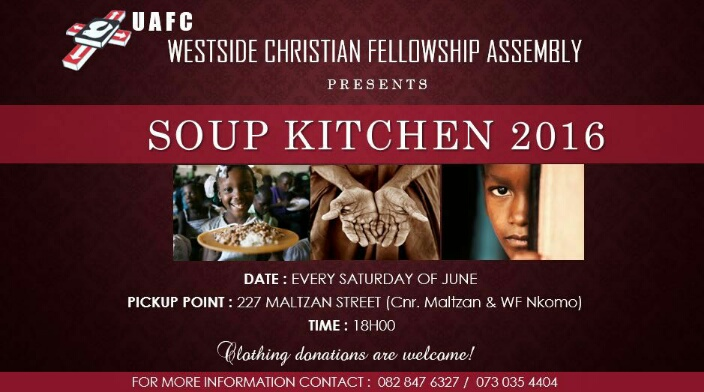 UAFC
WESTSIDE CHRISTIAN FELLOWSHIP ASSEMBLY
PRESENTS
SOUP KITCHEN 2016
DATE : EVERY SATURDAY OF JUNE
PICKUP POINT : 227 MALTZAN STREET (Cnr. Maltzan & WF Nkomo)
TIME : 18H00
Clothing donations are welcome!
FOR MORE INFORMATION CONTACT : 082 847 6327 / 073 035 4404